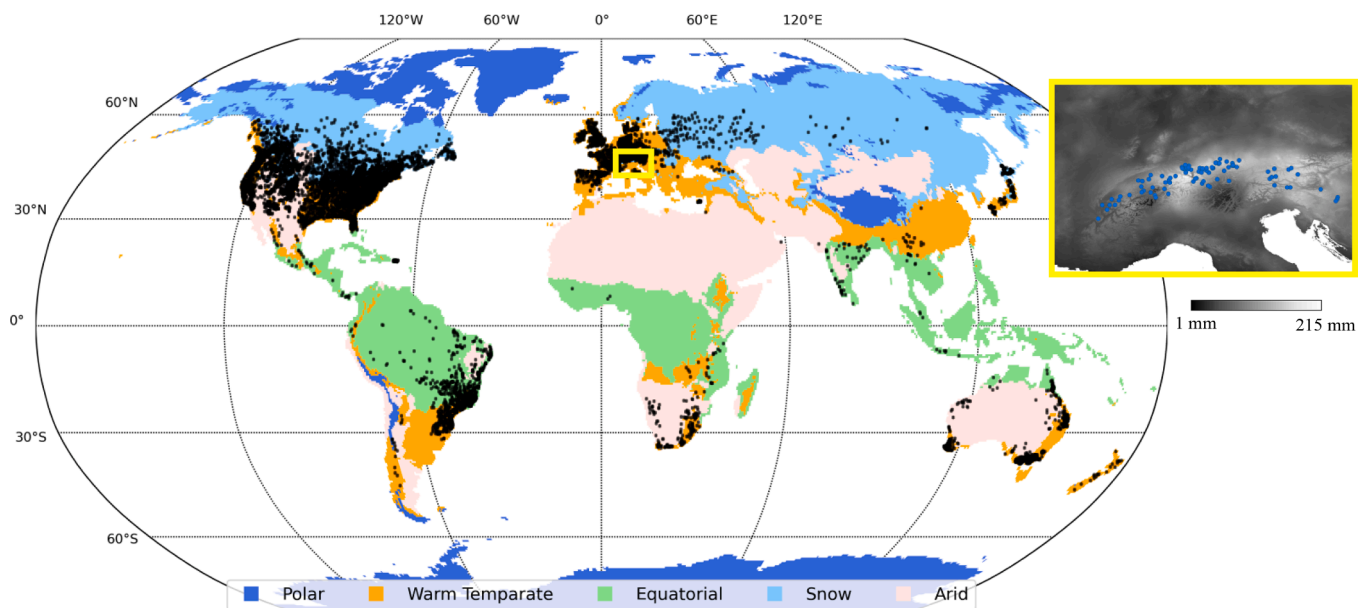 120°W 60°W 0° 120°E 60°E
60°N
30°N
0°
1 mm 215 mm
30°S
60°S
Polar Warm Temparate Equatorial Snow Arid